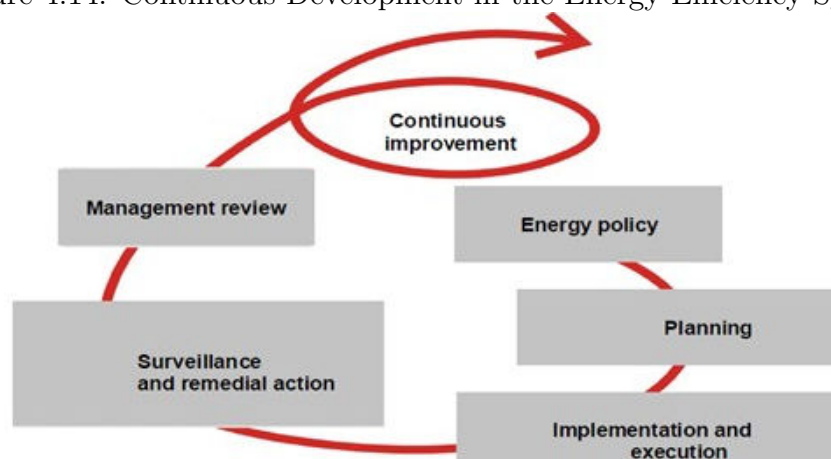 Continuous Development in the Energy Efficiency
Continuous
improvement
Management review
Energy policy
Planning
Surveillance
and remedial action
Implementation and
execution